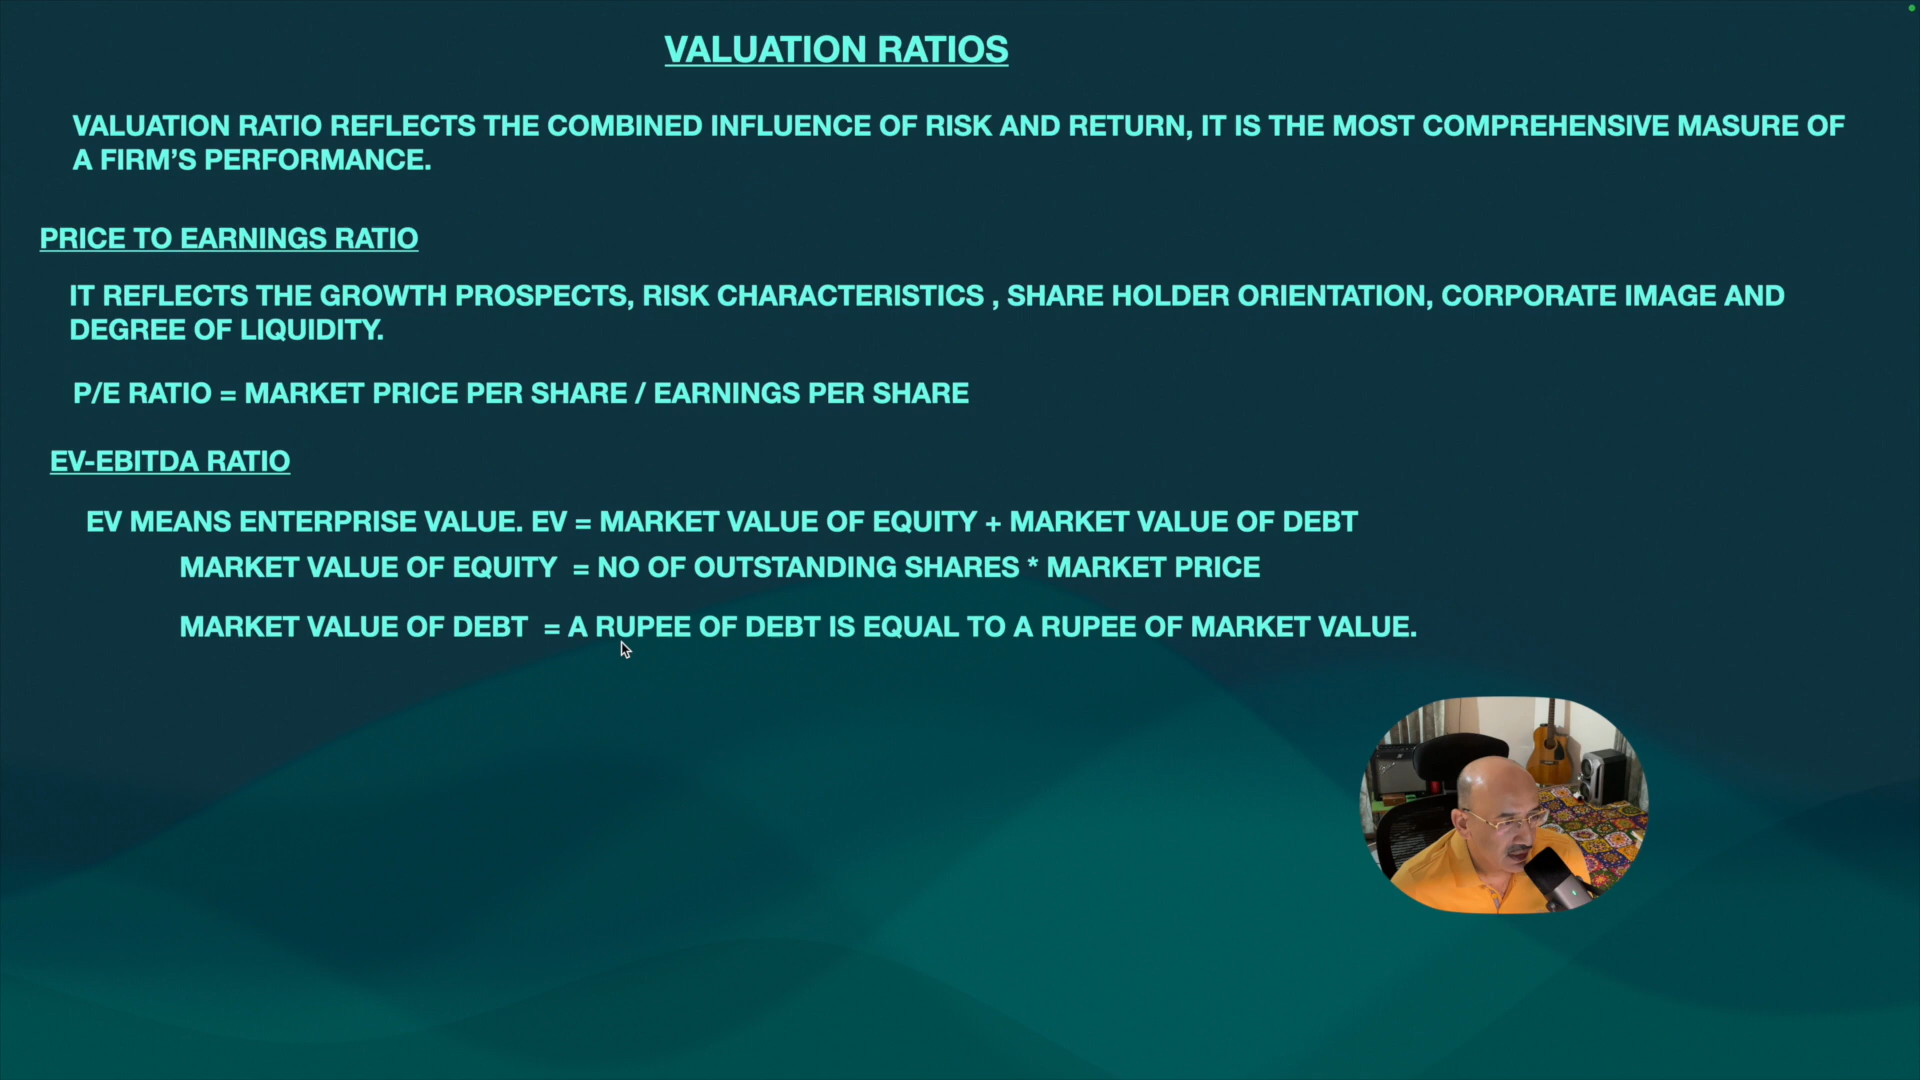 VALUATION RATIOS
VALUATION RATIO REFLECTS THE COMBINED INFLUENCE OF RISK AND RETURN, IT IS THE MOST COMPREHENSIVE MASURE OF
A FIRM’S PERFORMANCE.
PRICE TO EARNINGS RATIO
IT REFLECTS THE GROWTH PROSPECTS, RISK CHARACTERISTICS , SHARE HOLDER ORIENTATION, CORPORATE IMAGE AND
DEGREE OF LIQUIDITY.
P/E RATIO = MARKET PRICE PER SHARE / EARNINGS PER SHARE
EV-EBITDA RATIO
EV MEANS ENTERPRISE VALUE. EV = MARKET VALUE OF EQUITY + MARKET VALUE OF DEBT
MARKET VALUE OF EQUITY = NO OF OUTSTANDING SHARES * MARKET PRICE
MARKET VALUE OF DEBT = A RUPEE OF DEBT IS EQUAL TO A RUPEE OF MARKET VALUE.